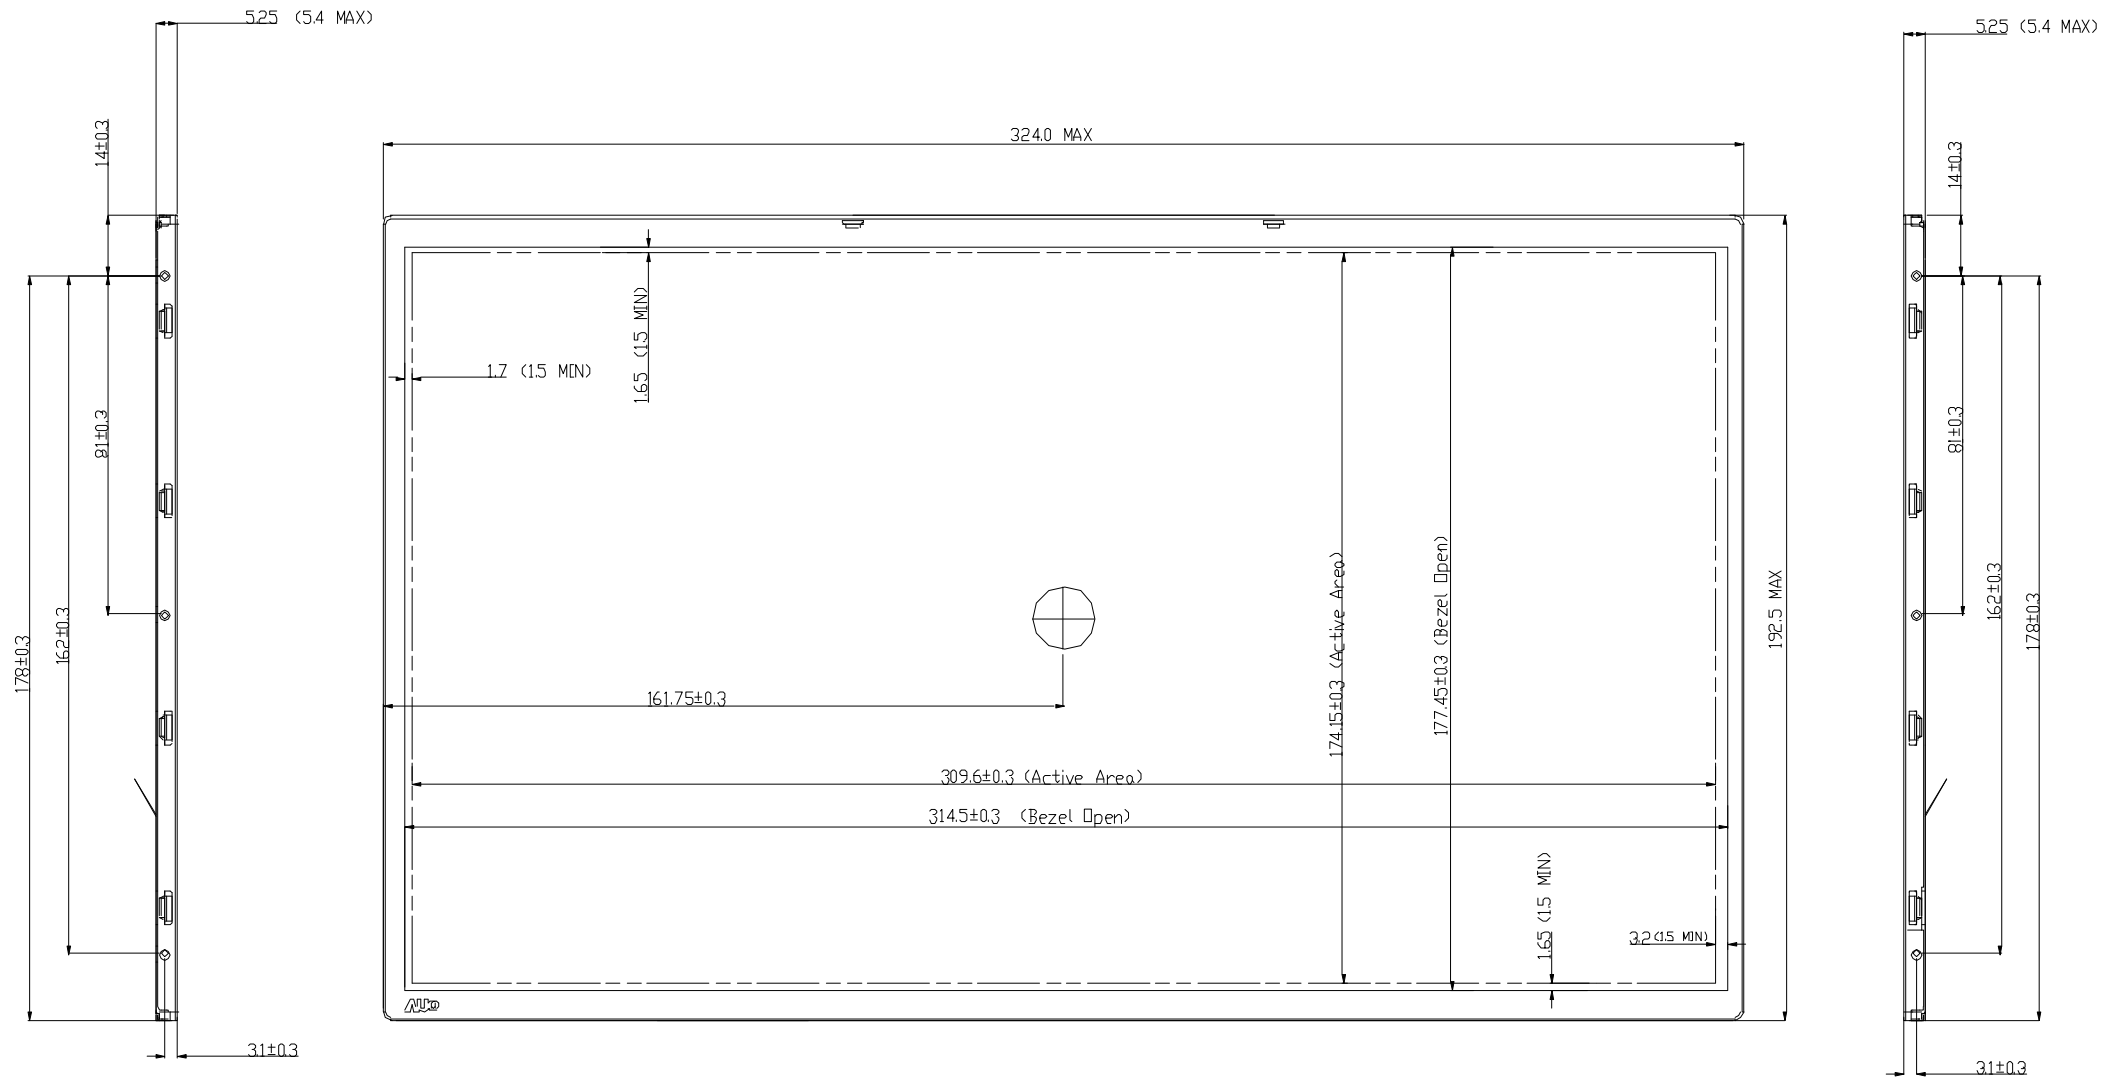 5.25 (5.4 MAX)
5.25 (5.4 MAX)
324.0 MAX
14±0.3
14±0.3
1.65 (1.5 MIN)
1.7 (1.5 MIN)
81±0.3
81±0.3
174.15±0.3 (Active Area)
177.45±0.3 (Bezel Open)
192.5 MAX
162±0.3
178±0.3
162±0.3
178±0.3
161.75±0.3
309.6±0.3 (Active Area)
314.5±0.3 (Bezel Open)
1.65 (1.5 MIN)
3.2 (1.5 MIN)
AUO
3.1±0.3
3.1±0.3